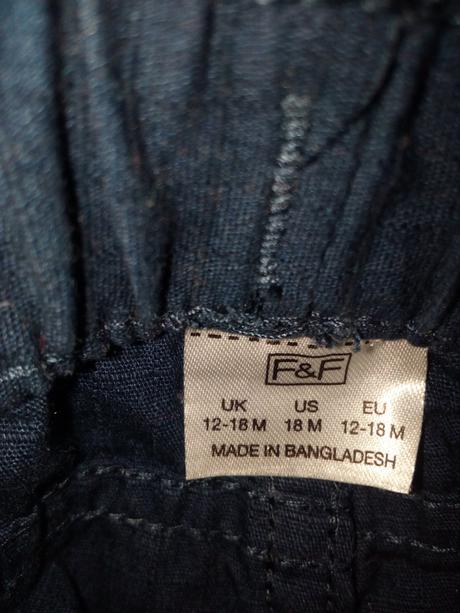 F&F
UK US EU
12-18 M 18 M 12-18 M
MADE IN BANGLADESH